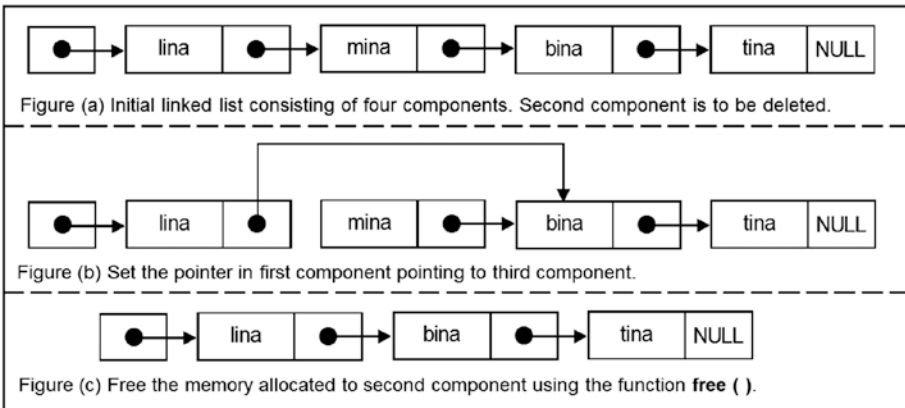 lina mina bina tina NULL
Figure (a) Initial linked list consisting of four components. Second component is to be deleted.
lina mina bina tina NULL
Figure (b) Set the pointer in first component pointing to third component.
lina bina tina NULL
Figure (c) Free the memory allocated to second component using the function free ( ).